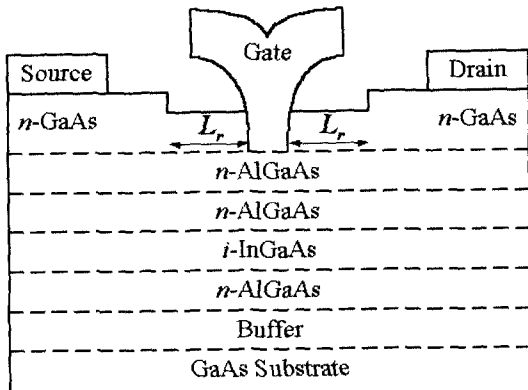 Gate
Source
Drain
n-GaAs
L_r
L_r
n-GaAs
n-AlGaAs
n-AlGaAs
i-InGaAs
n-AlGaAs
Buffer
GaAs Substrate